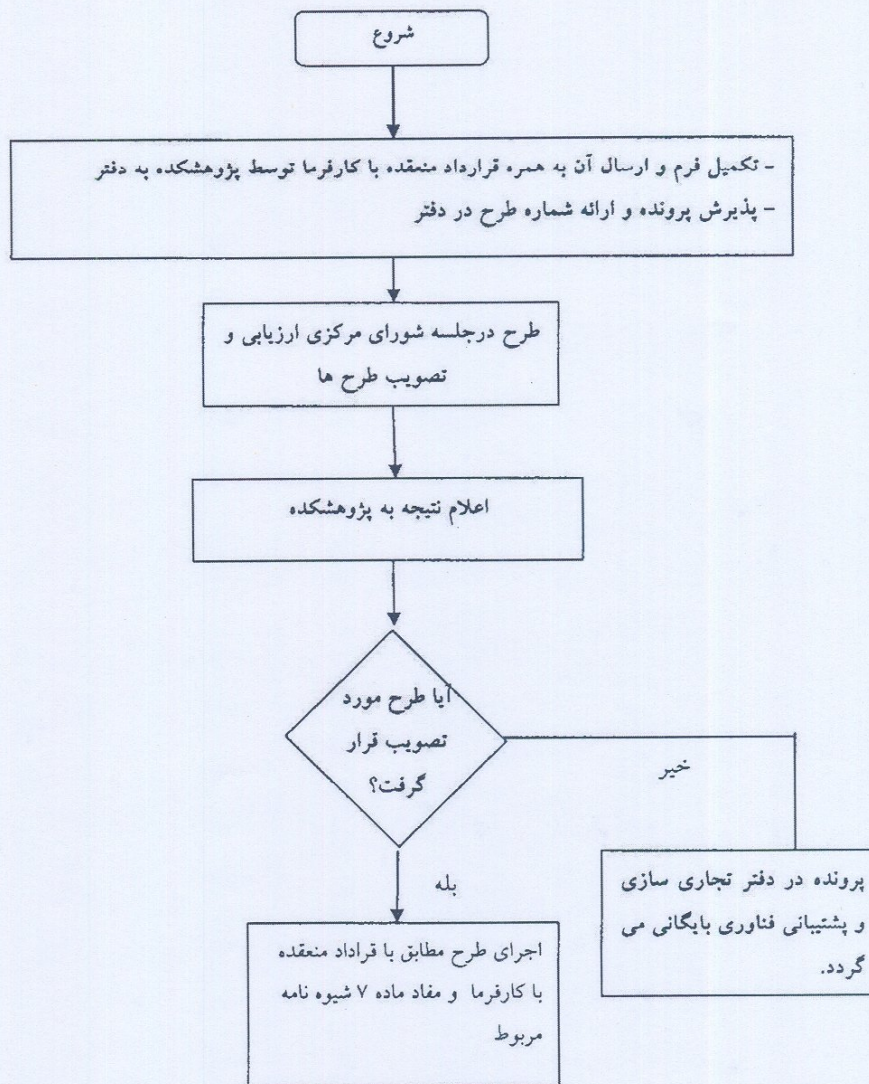 شروع
- تکمیل فرم و ارسال آن به همره قرارداد منعقده با کارفرما توسط پژوهشکده به دفتر
- پذیرش پرونده و ارائه شماره طرح در دفتر
طرح درجلسه شورای مرکزی ارزیابی و
تصویب طرح ها
اعلام نتیجه به پژوهشکده
آیا طرح مورد
تصویب قرار
گرفت؟
خیر
بله
پرونده در دفتر تجاری سازی
و پشتیبانی فناوری بایگانی می
گردد.
اجرای طرح مطابق با قراداد منعقده
با کارفرما و مفاد ماده ۷ شیوه نامه
مربوط